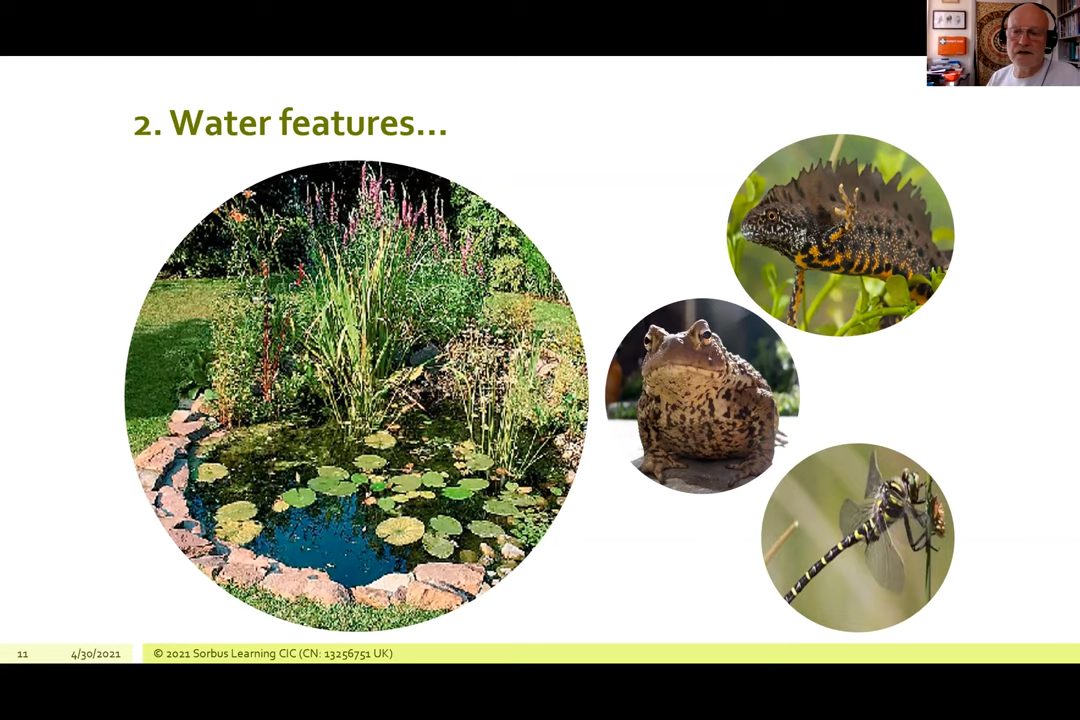 2. Water features...
11
4/30/2021
© 2021 Sorbus Learning CIC (CN: 13256751 UK)